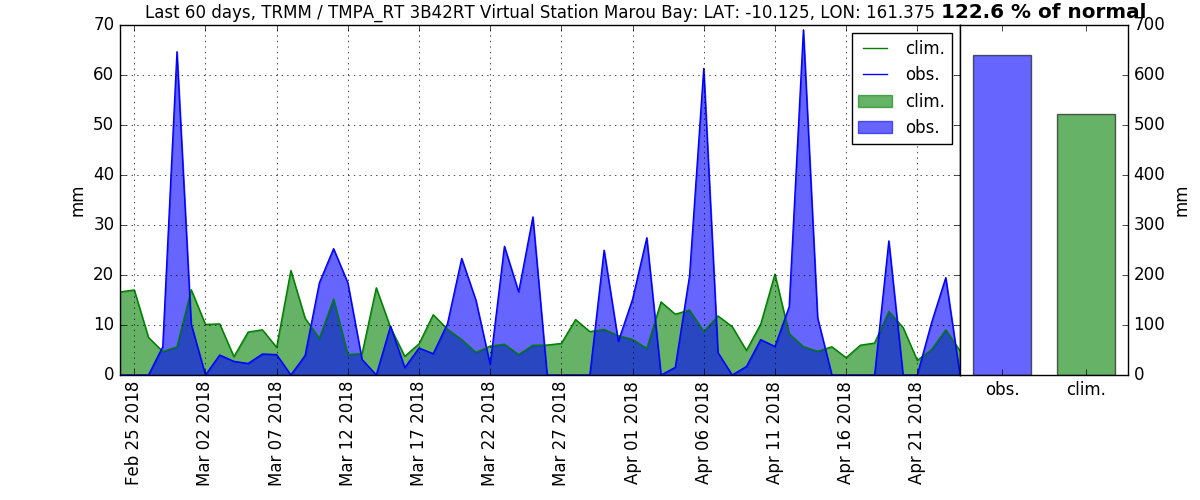 Last 60 days, TRMM / TMPA_RT 3B42RT Virtual Station Marou Bay: LAT: -10.125, LON: 161.375 122.6 % of normal
70
60
50
40
30
20
10
0
mm
clim.
obs.
clim.
obs.
Feb 25 2018
Mar 02 2018
Mar 07 2018
Mar 12 2018
Mar 17 2018
Mar 22 2018
Mar 27 2018
Apr 01 2018
Apr 06 2018
Apr 11 2018
Apr 16 2018
Apr 21 2018
700
600
500
400
300
200
100
0
mm
obs.
clim.